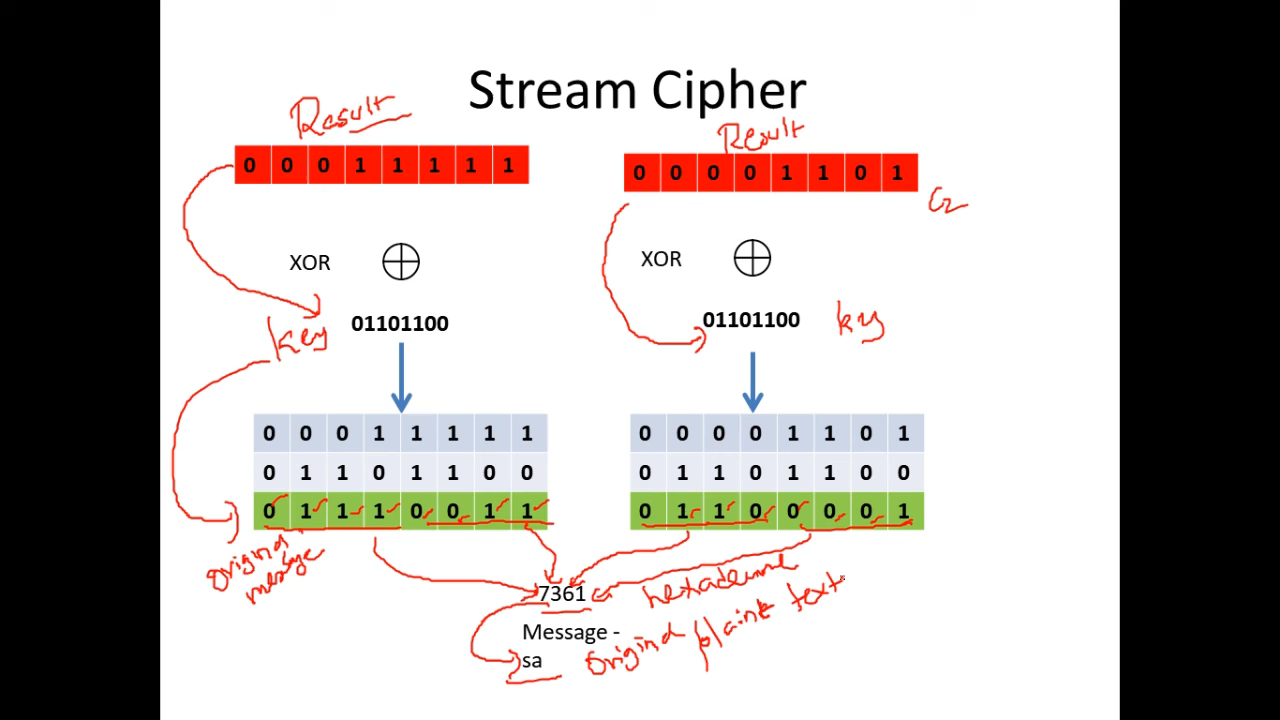 Stream Cipher
Result
Result
0 0 0 1 1 1 1 1
0 0 0 0 1 1 0 1
C2
XOR
XOR
key 01101100
01101100 key
0 0 0 1 1 1 1 1
0 1 1 0 1 1 0 0
0 1 1 1 0 0 1 1
0 0 0 0 1 1 0 1
0 1 1 0 1 1 0 0
0 1 1 0 0 0 0 1
original
message
7361
hexadecimal
Message -
sa
original plaine text